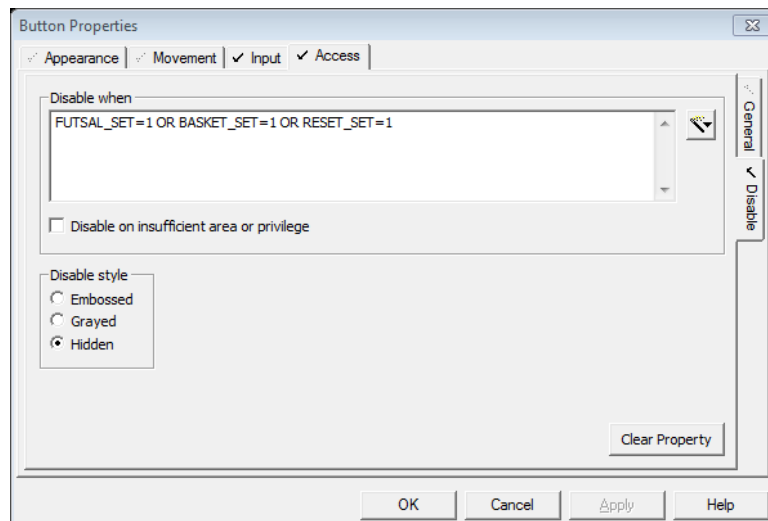 Button Properties
Appearance
Movement
Input
Access
Disable when
FUTSAL_SET=1 OR BASKET_SET=1 OR RESET_SET=1
Disable on insufficient area or privilege
Disable style
Embossed
Grayed
Hidden
Clear Property
General
Disable
OK
Cancel
Apply
Help